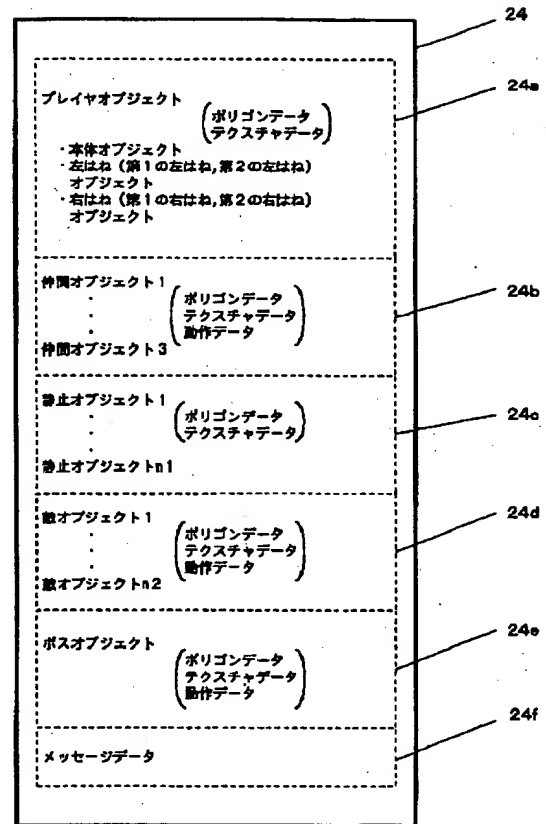 24
24a
プレイヤオブジェクト
ポリゴンデータ
テクスチャデータ
・本体オブジェクト
・左はね（第1の左はね,第2の左はね）
オブジェクト
・右はね（第1の右はね,第2の右はね）
オブジェクト
仲間オブジェクト1
24b
ポリゴンデータ
テクスチャデータ
動作データ
仲間オブジェクト3
静止オブジェクト1
24c
ポリゴンデータ
テクスチャデータ
静止オブジェクトn1
敵オブジェクト1
24d
ポリゴンデータ
テクスチャデータ
動作データ
敵オブジェクトn2
24e
ボスオブジェクト
ポリゴンデータ
テクスチャデータ
動作データ
24f
メッセージデータ